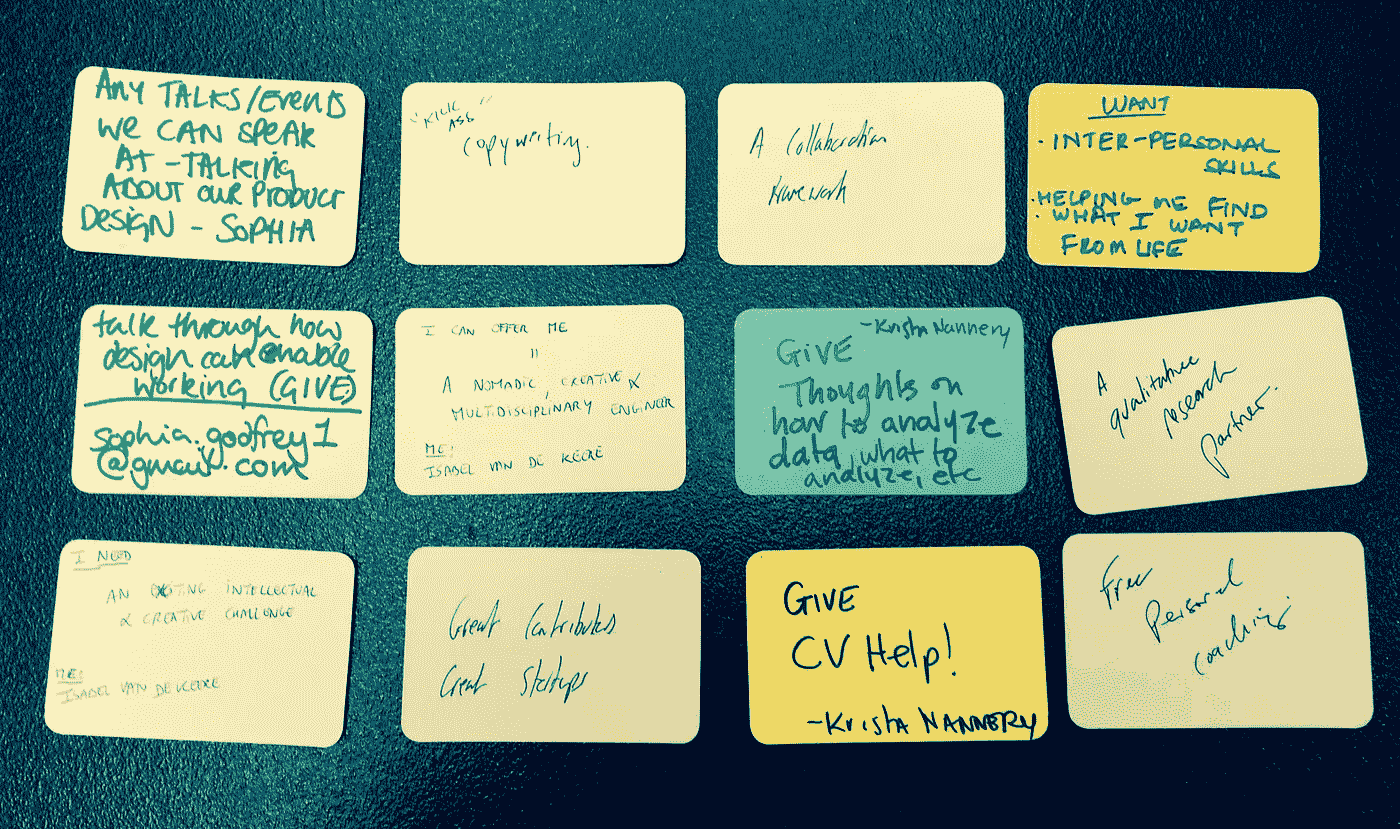 ANY TALKS/EVENTS
WE CAN SPEAK
AT - TALKING
ABOUT OUR PRODUCT
DESIGN - SOPHIA
"KICK
ASS"
copywriting.
A Collaboration
framework
WANT
· INTER-PERSONAL
SKILLS
· HELPING ME FIND
· WHAT I WANT
FROM LIFE
talk through how
design can enable
working (GIVE)
sophia.godfrey1
@gmail.com
I CAN OFFER ME
=
A NOMADIC, CREATIVE &
MULTIDISCIPLINARY ENGINEER
ME:
ISABEL VAN DE KEERE
- Krista Nannery
GIVE
Thoughts on
how to analyze
data, what to
analyze, etc
A
qualitative
research
partner.
I NEED
AN EXITING INTELLECTUAL
& CREATIVE CHALLENGE
ME:
ISABEL VAN DE KEERE
Great Contributors
Great Startups
GIVE
CV Help!
- Krista NANNERY
Free
Personal
coaching